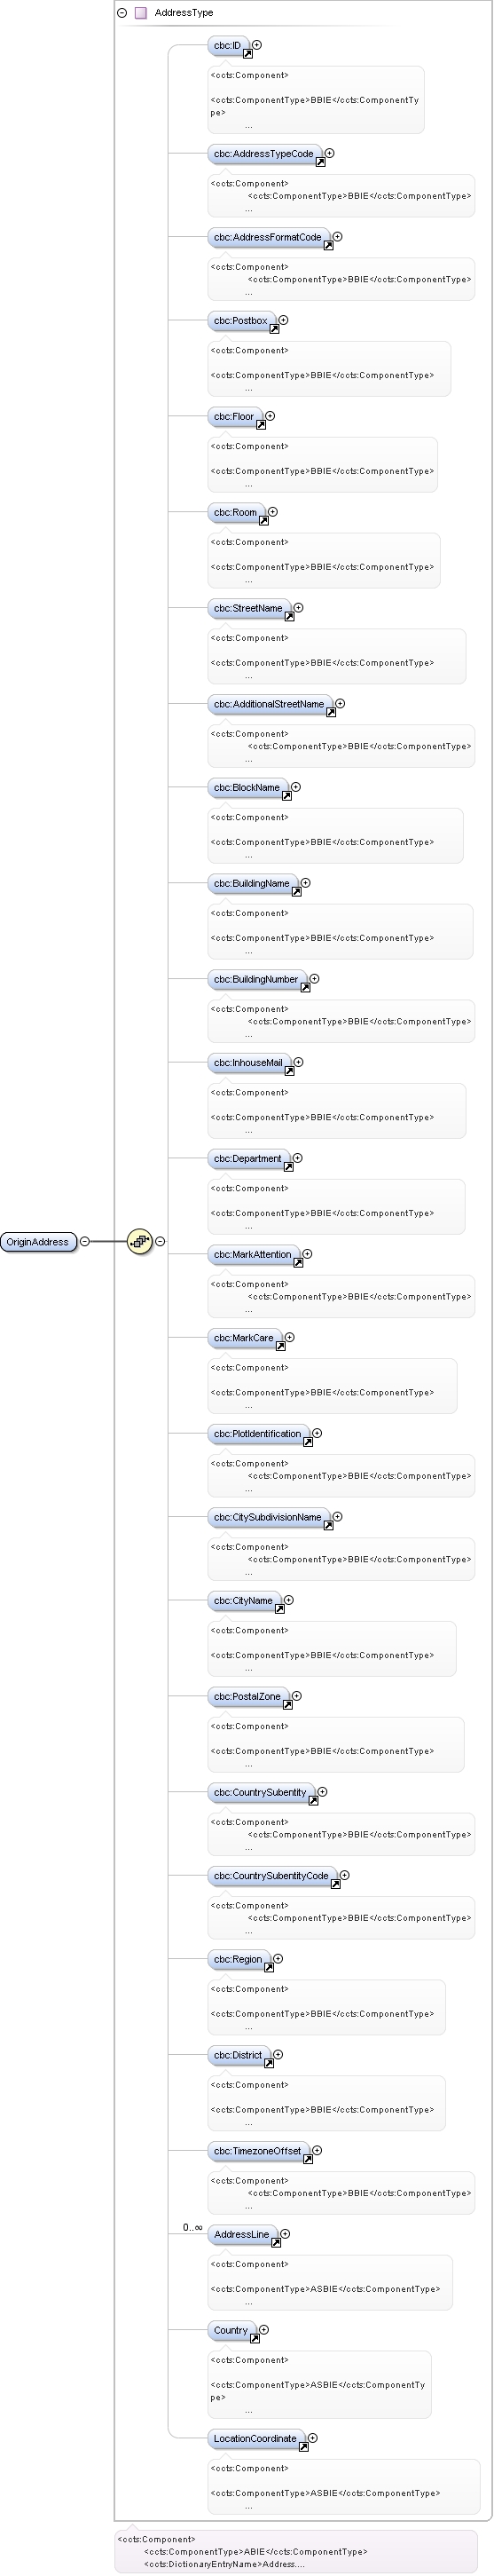 AddressType
cbc:ID
<ccts:Component>
<ccts:ComponentType>BBIE</ccts:ComponentTy
pe>
...
cbc:AddressTypeCode
<ccts:Component>
<ccts:ComponentType>BBIE</ccts:ComponentType>
...
cbc:AddressFormatCode
<ccts:Component>
<ccts:ComponentType>BBIE</ccts:ComponentType>
...
cbc:Postbox
<ccts:Component>
<ccts:ComponentType>BBIE</ccts:ComponentType>
...
cbc:Floor
<ccts:Component>
<ccts:ComponentType>BBIE</ccts:ComponentType>
...
cbc:Room
<ccts:Component>
<ccts:ComponentType>BBIE</ccts:ComponentType>
...
cbc:StreetName
<ccts:Component>
<ccts:ComponentType>BBIE</ccts:ComponentType>
...
cbc:AdditionalStreetName
<ccts:Component>
<ccts:ComponentType>BBIE</ccts:ComponentType>
...
cbc:BlockName
<ccts:Component>
<ccts:ComponentType>BBIE</ccts:ComponentType>
...
cbc:BuildingName
<ccts:Component>
<ccts:ComponentType>BBIE</ccts:ComponentType>
...
cbc:BuildingNumber
<ccts:Component>
<ccts:ComponentType>BBIE</ccts:ComponentType>
...
cbc:InhouseMail
<ccts:Component>
<ccts:ComponentType>BBIE</ccts:ComponentType>
...
cbc:Department
<ccts:Component>
<ccts:ComponentType>BBIE</ccts:ComponentType>
...
OriginAddress
cbc:MarkAttention
<ccts:Component>
<ccts:ComponentType>BBIE</ccts:ComponentType>
...
cbc:MarkCare
<ccts:Component>
<ccts:ComponentType>BBIE</ccts:ComponentType>
...
cbc:PlotIdentification
<ccts:Component>
<ccts:ComponentType>BBIE</ccts:ComponentType>
...
cbc:CitySubdivisionName
<ccts:Component>
<ccts:ComponentType>BBIE</ccts:ComponentType>
...
cbc:CityName
<ccts:Component>
<ccts:ComponentType>BBIE</ccts:ComponentType>
...
cbc:PostalZone
<ccts:Component>
<ccts:ComponentType>BBIE</ccts:ComponentType>
...
cbc:CountrySubentity
<ccts:Component>
<ccts:ComponentType>BBIE</ccts:ComponentType>
...
cbc:CountrySubentityCode
<ccts:Component>
<ccts:ComponentType>BBIE</ccts:ComponentType>
...
cbc:Region
<ccts:Component>
<ccts:ComponentType>BBIE</ccts:ComponentType>
...
cbc:District
<ccts:Component>
<ccts:ComponentType>BBIE</ccts:ComponentType>
...
cbc:TimezoneOffset
<ccts:Component>
<ccts:ComponentType>BBIE</ccts:ComponentType>
...
0..∞
AddressLine
<ccts:Component>
<ccts:ComponentType>ASBIE</ccts:ComponentType>
...
Country
<ccts:Component>
<ccts:ComponentType>ASBIE</ccts:ComponentTy
pe>
...
LocationCoordinate
<ccts:Component>
<ccts:ComponentType>ASBIE</ccts:ComponentType>
...
<ccts:Component>
<ccts:ComponentType>ABIE</ccts:ComponentType>
<ccts:DictionaryEntryName>Address....